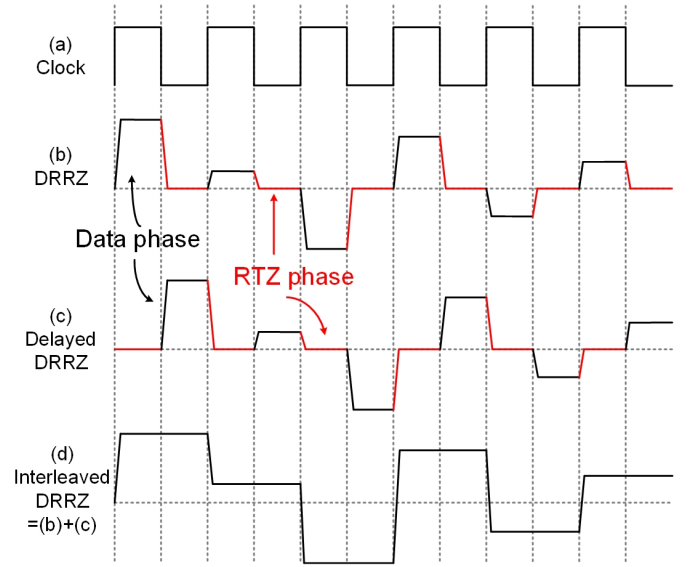 (a)
Clock
(b)
DRRZ
Data phase
RTZ phase
(c)
Delayed
DRRZ
(d)
Interleaved
DRRZ
=(b)+(c)